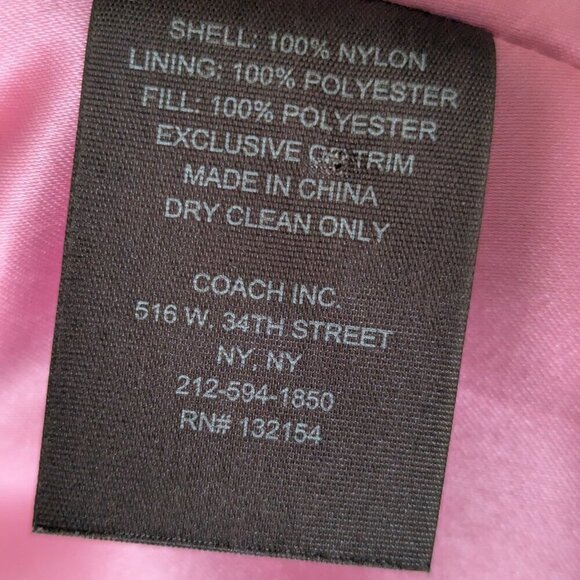 SHELL: 100% NYLON
LINING: 100% POLYESTER
FILL: 100% POLYESTER
EXCLUSIVE TRIM
MADE IN CHINA
DRY CLEAN ONLY
COACH INC.
516 W. 34TH STREET
NY, NY
212-594-1850
RN# 132154